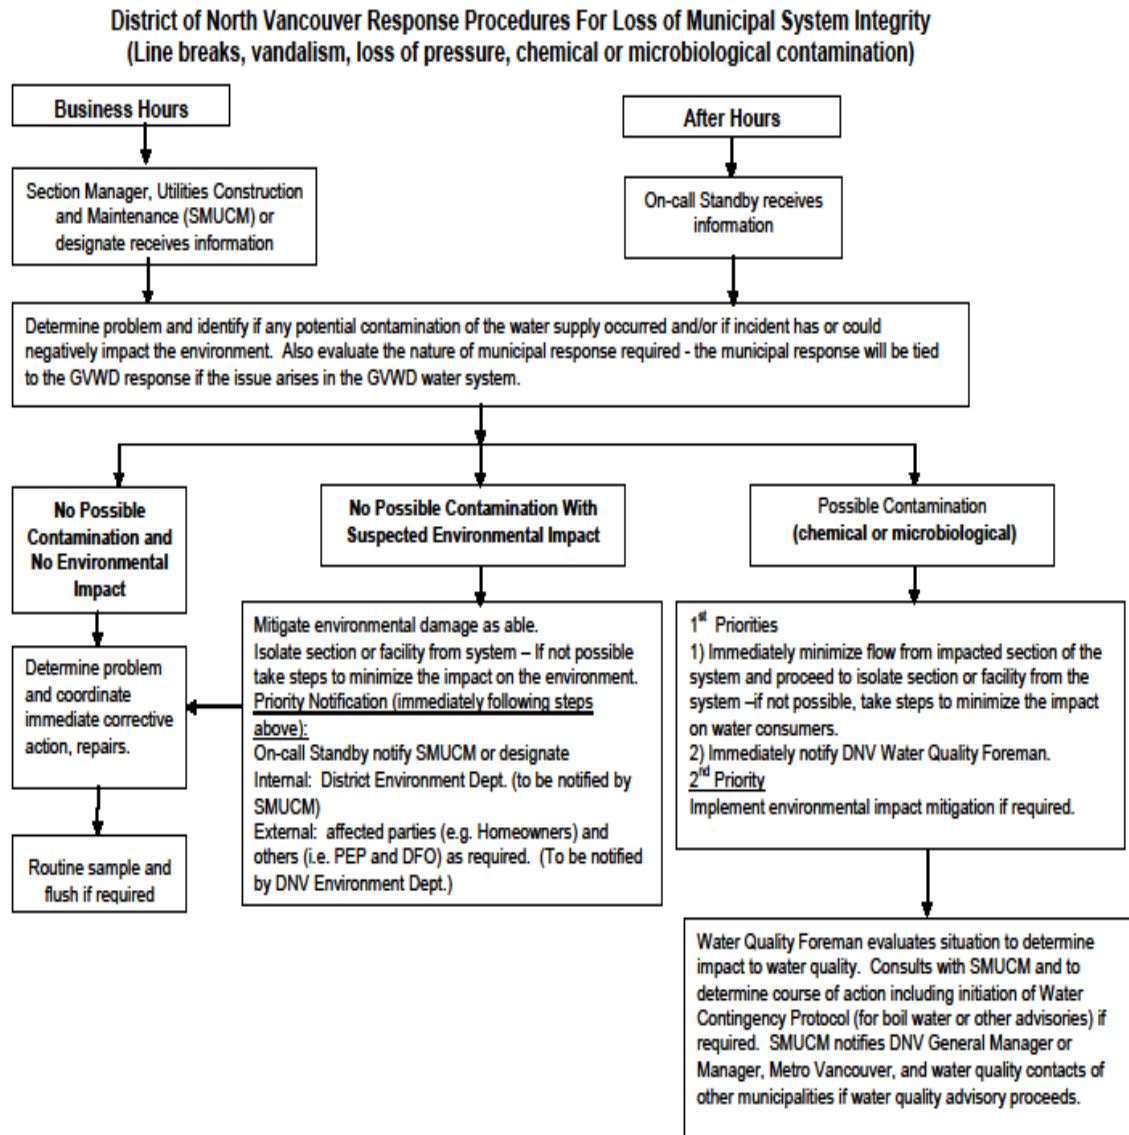 District of North Vancouver Response Procedures For Loss of Municipal System Integrity
(Line breaks, vandalism, loss of pressure, chemical or microbiological contamination)
Business Hours
After Hours
Section Manager, Utilities Construction
and Maintenance (SMUCM) or
designate receives information
On-call Standby receives
information
Determine problem and identify if any potential contamination of the water supply occurred and/or if incident has or could
negatively impact the environment. Also evaluate the nature of municipal response required - the municipal response will be tied
to the GVWD response if the issue arises in the GVWD water system.
No Possible
Contamination and
No Environmental
Impact
No Possible Contamination With
Suspected Environmental Impact
Possible Contamination
(chemical or microbiological)
Determine problem
and coordinate
immediate corrective
action, repairs.
Routine sample and
flush if required
Mitigate environmental damage as able.
Isolate section or facility from system – If not possible
take steps to minimize the impact on the environment.
Priority Notification (immediately following steps
above):
On-call Standby notify SMUCM or designate
Internal: District Environment Dept. (to be notified by
SMUCM)
External: affected parties (e.g. Homeowners) and
others (i.e. PEP and DFO) as required. (To be notified
by DNV Environment Dept.)
1st Priorities
1) Immediately minimize flow from impacted section of the
system and proceed to isolate section or facility from the
system –if not possible, take steps to minimize the impact
on water consumers.
2) Immediately notify DNV Water Quality Foreman.
2nd Priority
Implement environmental impact mitigation if required.
Water Quality Foreman evaluates situation to determine
impact to water quality. Consults with SMUCM and to
determine course of action including initiation of Water
Contingency Protocol (for boil water or other advisories) if
required. SMUCM notifies DNV General Manager or
Manager, Metro Vancouver, and water quality contacts of
other municipalities if water quality advisory proceeds.